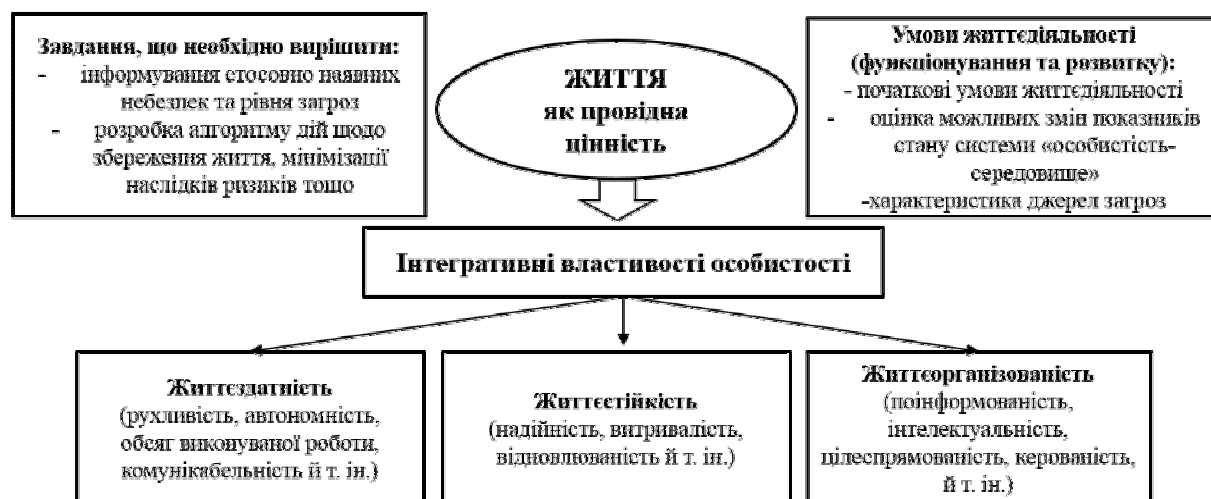 Завдання, що необхідно вирішити:
- інформування стосовно наявних
небезпек та рівня загроз
- розробка алгоритму дій щодо
збереження життя, мінімізації
наслідків ризиків тощо
ЖИТТЯ
як провідна
цінність
Умови життєдіяльності
(функціонування та розвитку):
- початкові умови життєдіяльності
- оцінка можливих змін показників
стану системи «особистість-
середовище»
-характеристика джерел загроз
Інтегративні властивості особистості
Життєздатність
(рухливість, автономність,
обсяг виконуваної роботи,
комунікабельність й т. ін.)
Життєстійкість
(надійність, витривалість,
відновлюваність й т. ін.)
Життєорганізованість
(поінформованість,
інтелектуальність,
цілеспрямованість, керованість,
й т. ін.)